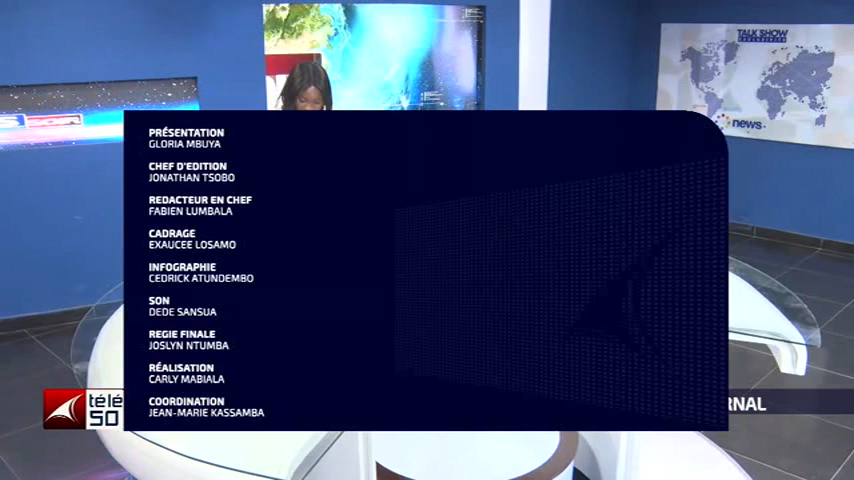 TALK SHOW
news
PRÉSENTATION
GLORIA MBUYA
CHEF D'EDITION
JONATHAN TSOBO
REDACTEUR EN CHEF
FABIEN LUMBALA
CADRAGE
EXAUCEE LOSAMO
INFOGRAPHIE
CEDRICK ATUNDEMBO
SON
DEDE SANSUA
REGIE FINALE
JOSLYN NTUMBA
RÉALISATION
CARLY MABIALA
COORDINATION
JEAN-MARIE KASSAMBA
télé
50
RNAL